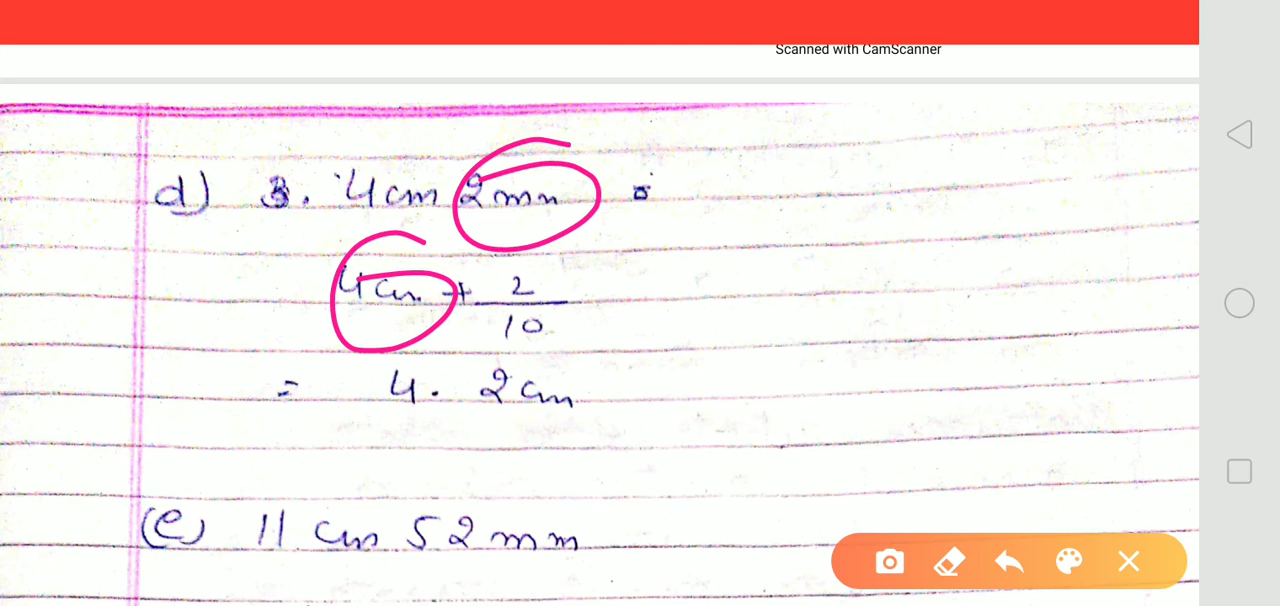 Scanned with CamScanner
d) 3. 4cm 2mm =
4cm + 2/10
= 4. 2cm
(e) 11 cm 52mm